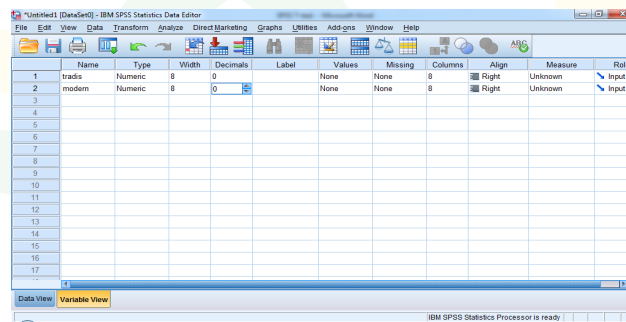 *Untitled1 [DataSet0] - IBM SPSS Statistics Data Editor
File Edit View Data Transform Analyze Direct Marketing Graphs Utilities Add-ons Window Help
Name Type Width Decimals Label Values Missing Columns Align Measure Rol
1 tradis Numeric 8 0 None None 8 Right Unknown Input
2 modern Numeric 8 0 None None 8 Right Unknown Input
3
4
5
6
7
8
9
10
11
12
13
14
15
16
17
Data View Variable View
IBM SPSS Statistics Processor is ready